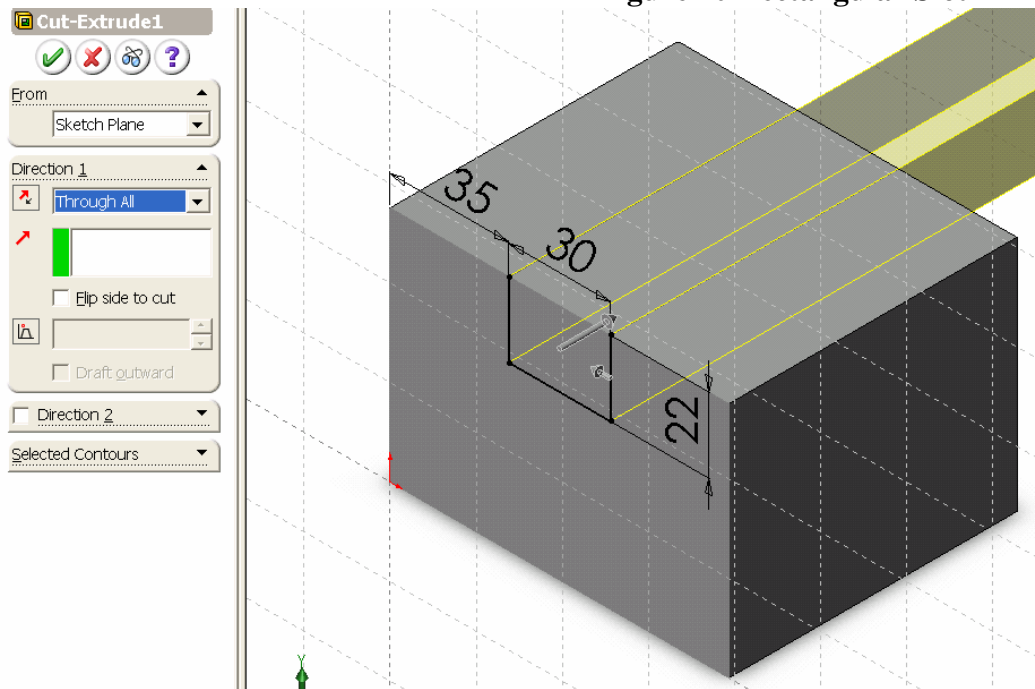 Cut-Extrude1
?
From
Sketch Plane
Direction 1
Through All
Flip side to cut
Draft outward
Direction 2
Selected Contours
35
30
22
Y